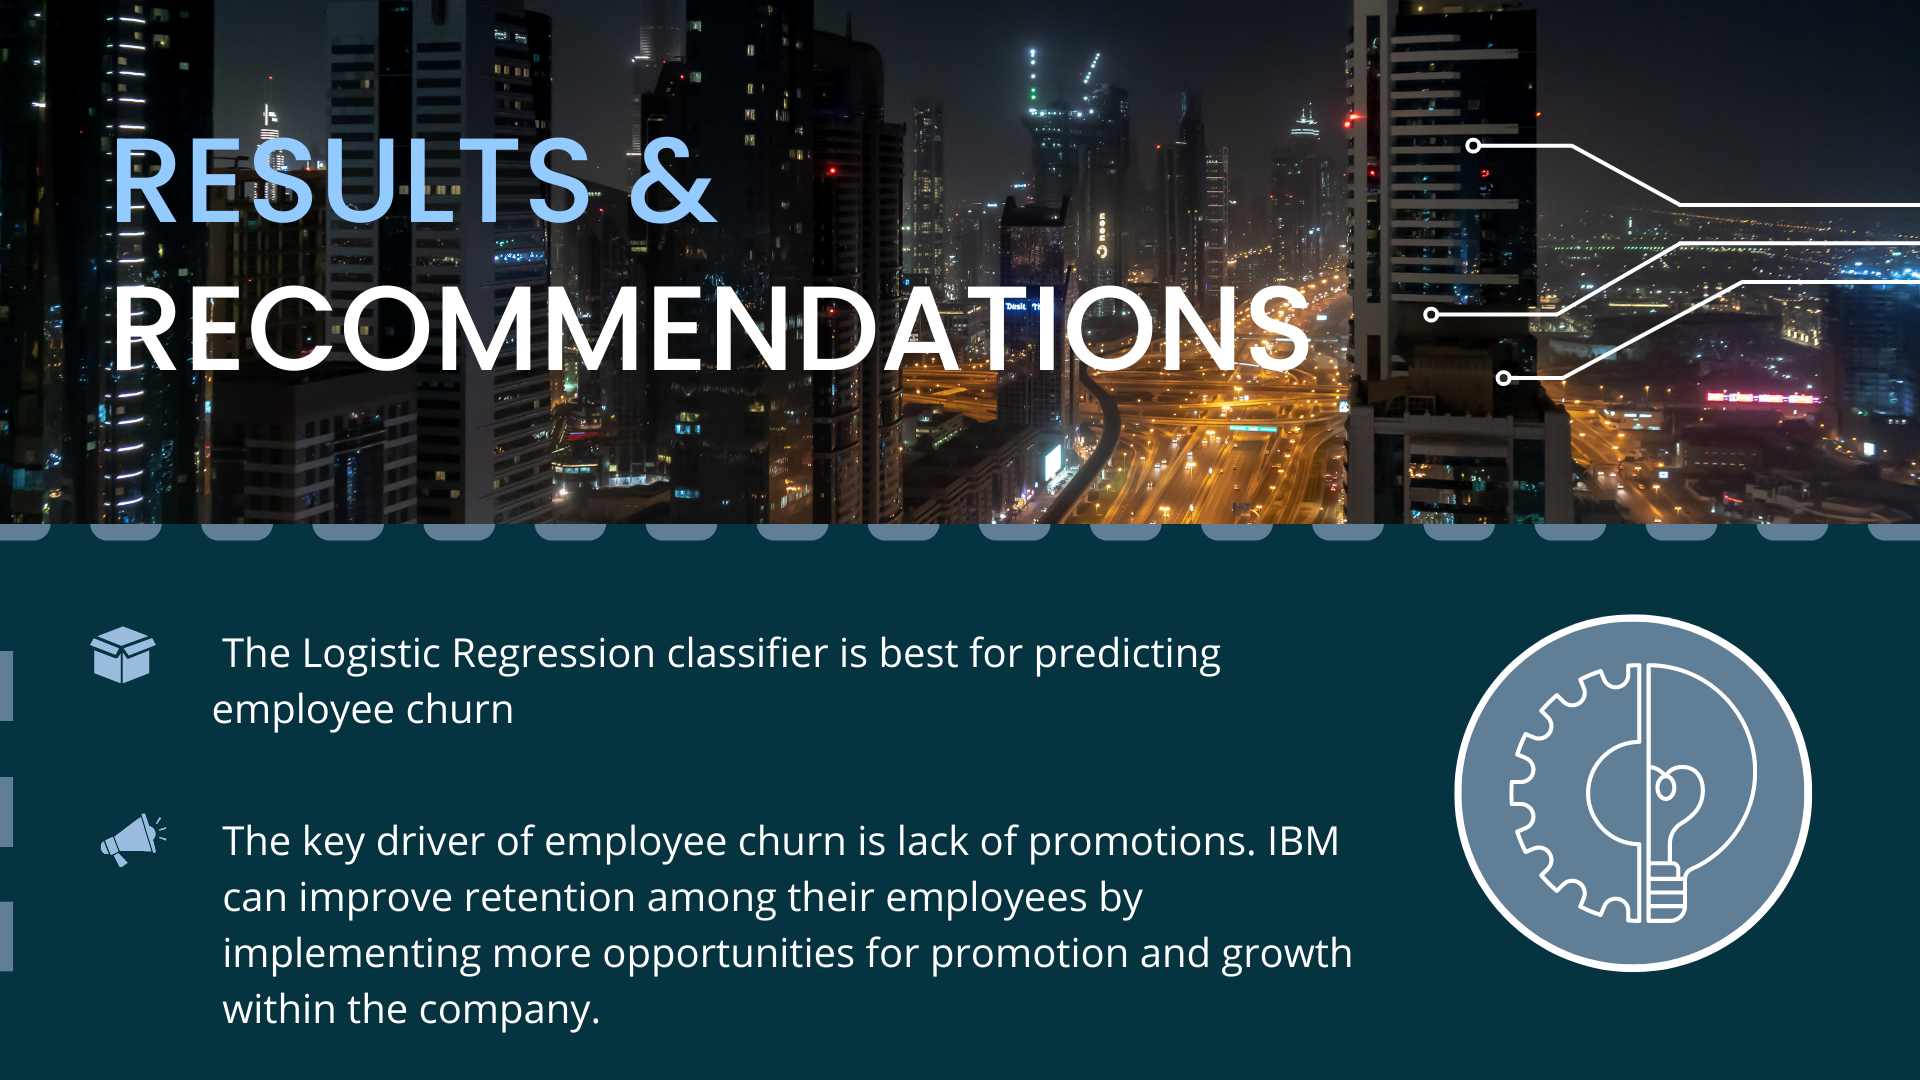 RESULTS &
RECOMMENDATIONS
The Logistic Regression classifier is best for predicting
employee churn
The key driver of employee churn is lack of promotions. IBM
can improve retention among their employees by
implementing more opportunities for promotion and growth
within the company.